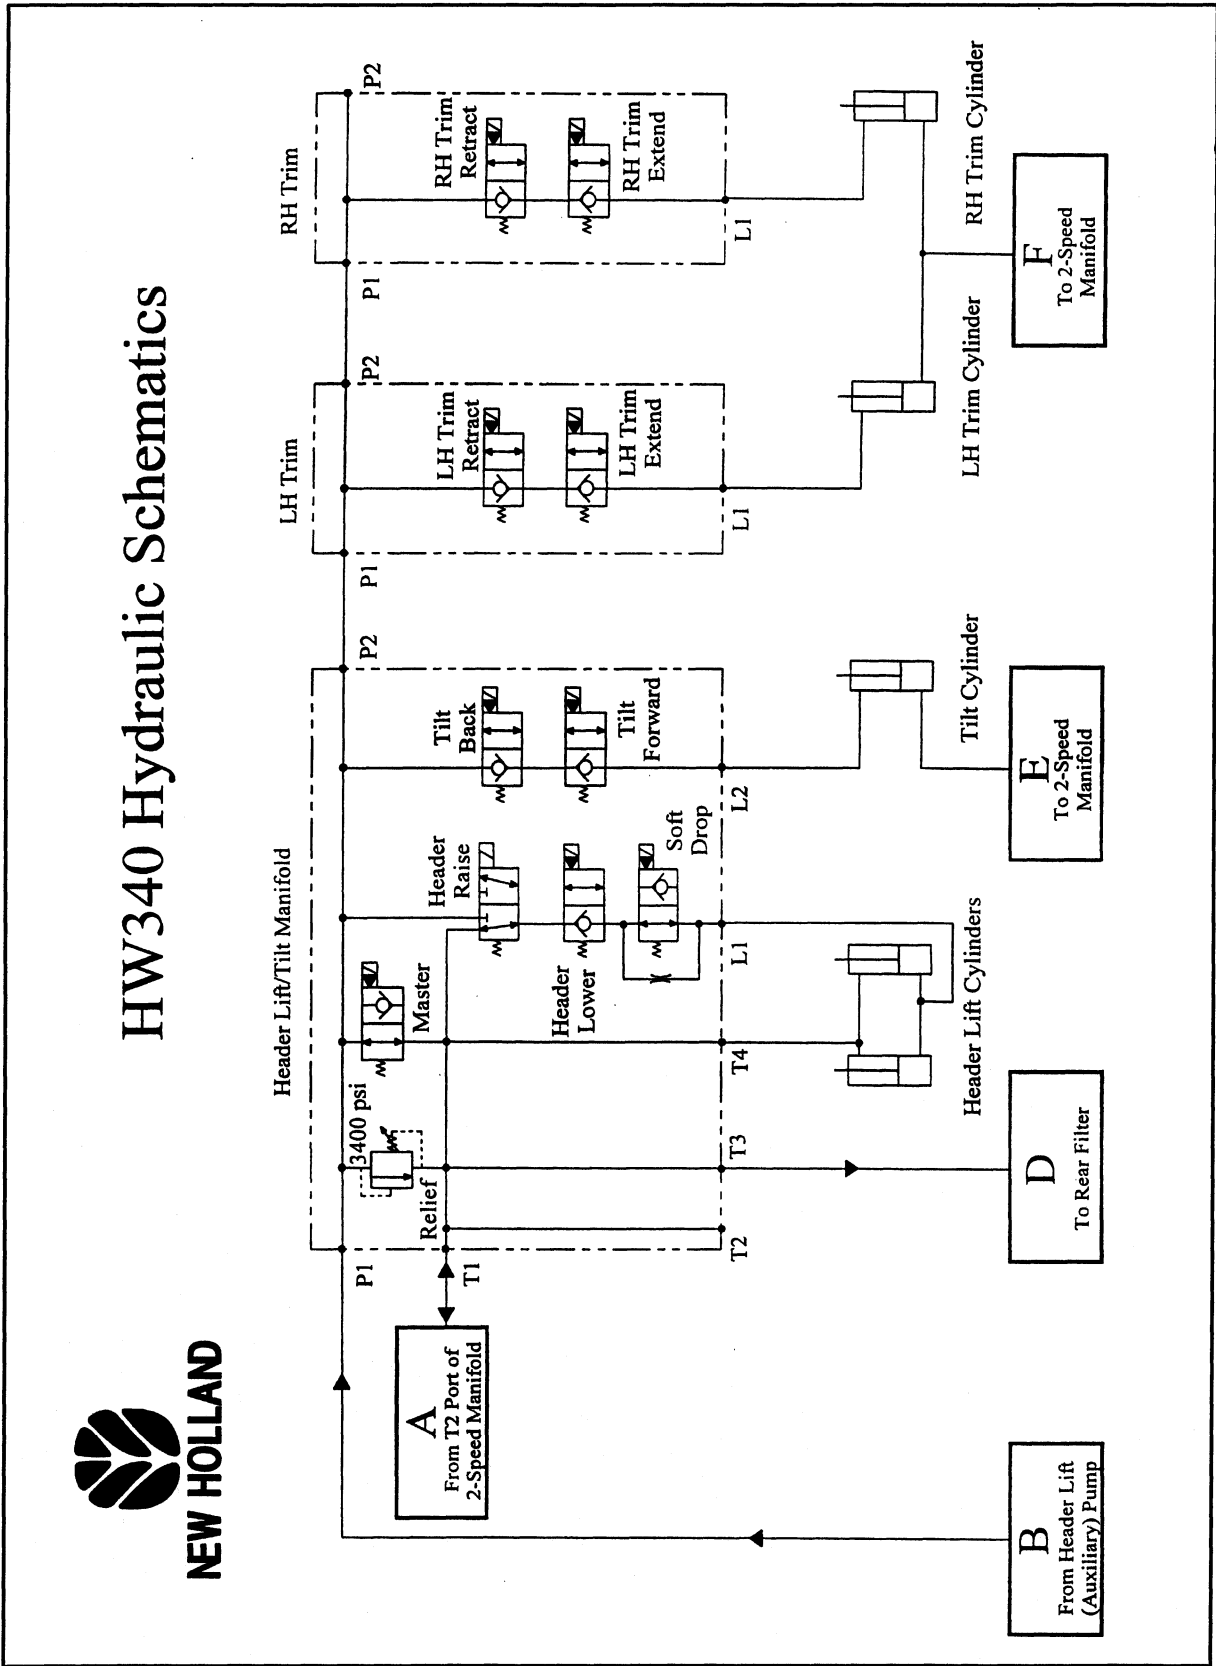 HW340 Hydraulic Schematics
NEW HOLLAND
Header Lift/Tilt Manifold
LH Trim
RH Trim
P1
P2
P1
P2
P1
P2
3400 psi
Relief
Master
Header
Raise
Tilt
Back
LH Trim
Retract
RH Trim
Retract
Header
Lower
Soft
Drop
Tilt
Forward
LH Trim
Extend
RH Trim
Extend
T1
T2
T3
T4
L1
L2
L1
L1
A
From T2 Port of
2-Speed Manifold
Header Lift Cylinders
Tilt Cylinder
LH Trim Cylinder
RH Trim Cylinder
B
From Header Lift
(Auxiliary) Pump
D
To Rear Filter
E
To 2-Speed
Manifold
F
To 2-Speed
Manifold